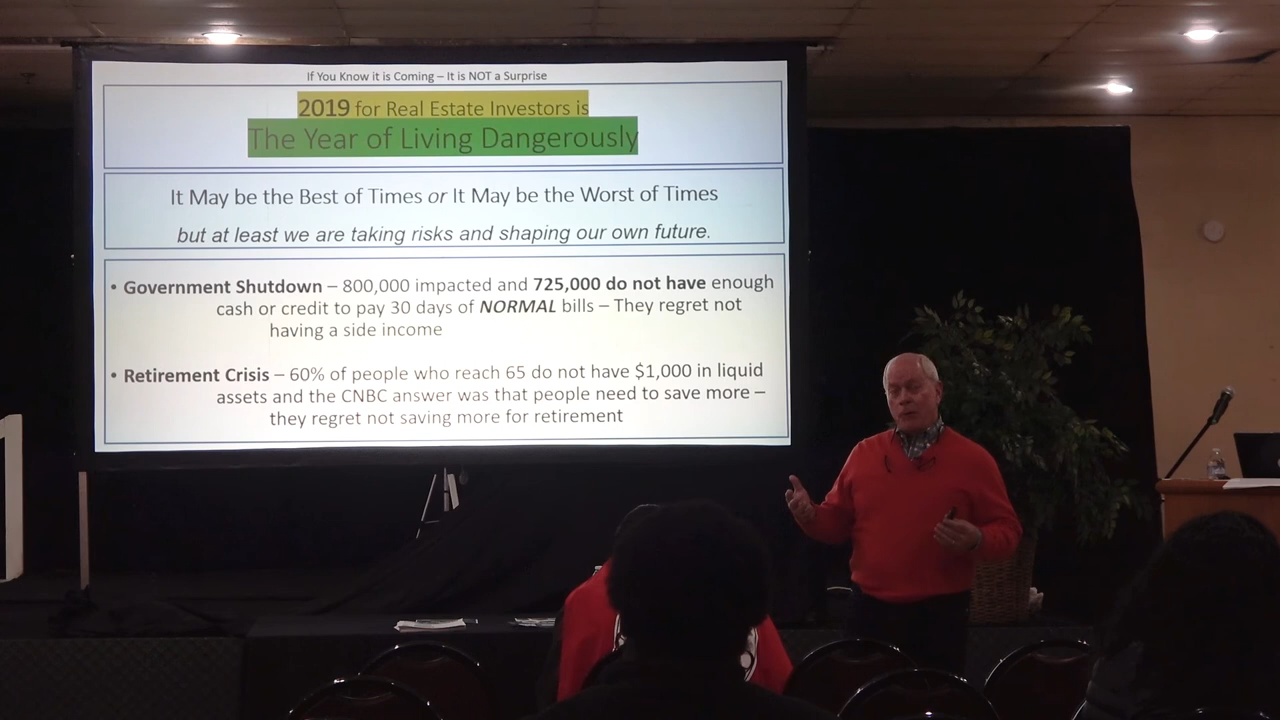 If You Know it is Coming – It is NOT a Surprise
2019 for Real Estate Investors is
The Year of Living Dangerously
It May be the Best of Times or It May be the Worst of Times
but at least we are taking risks and shaping our own future.
• Government Shutdown – 800,000 impacted and 725,000 do not have enough
cash or credit to pay 30 days of NORMAL bills – They regret not
having a side income
• Retirement Crisis – 60% of people who reach 65 do not have $1,000 in liquid
assets and the CNBC answer was that people need to save more –
they regret not saving more for retirement